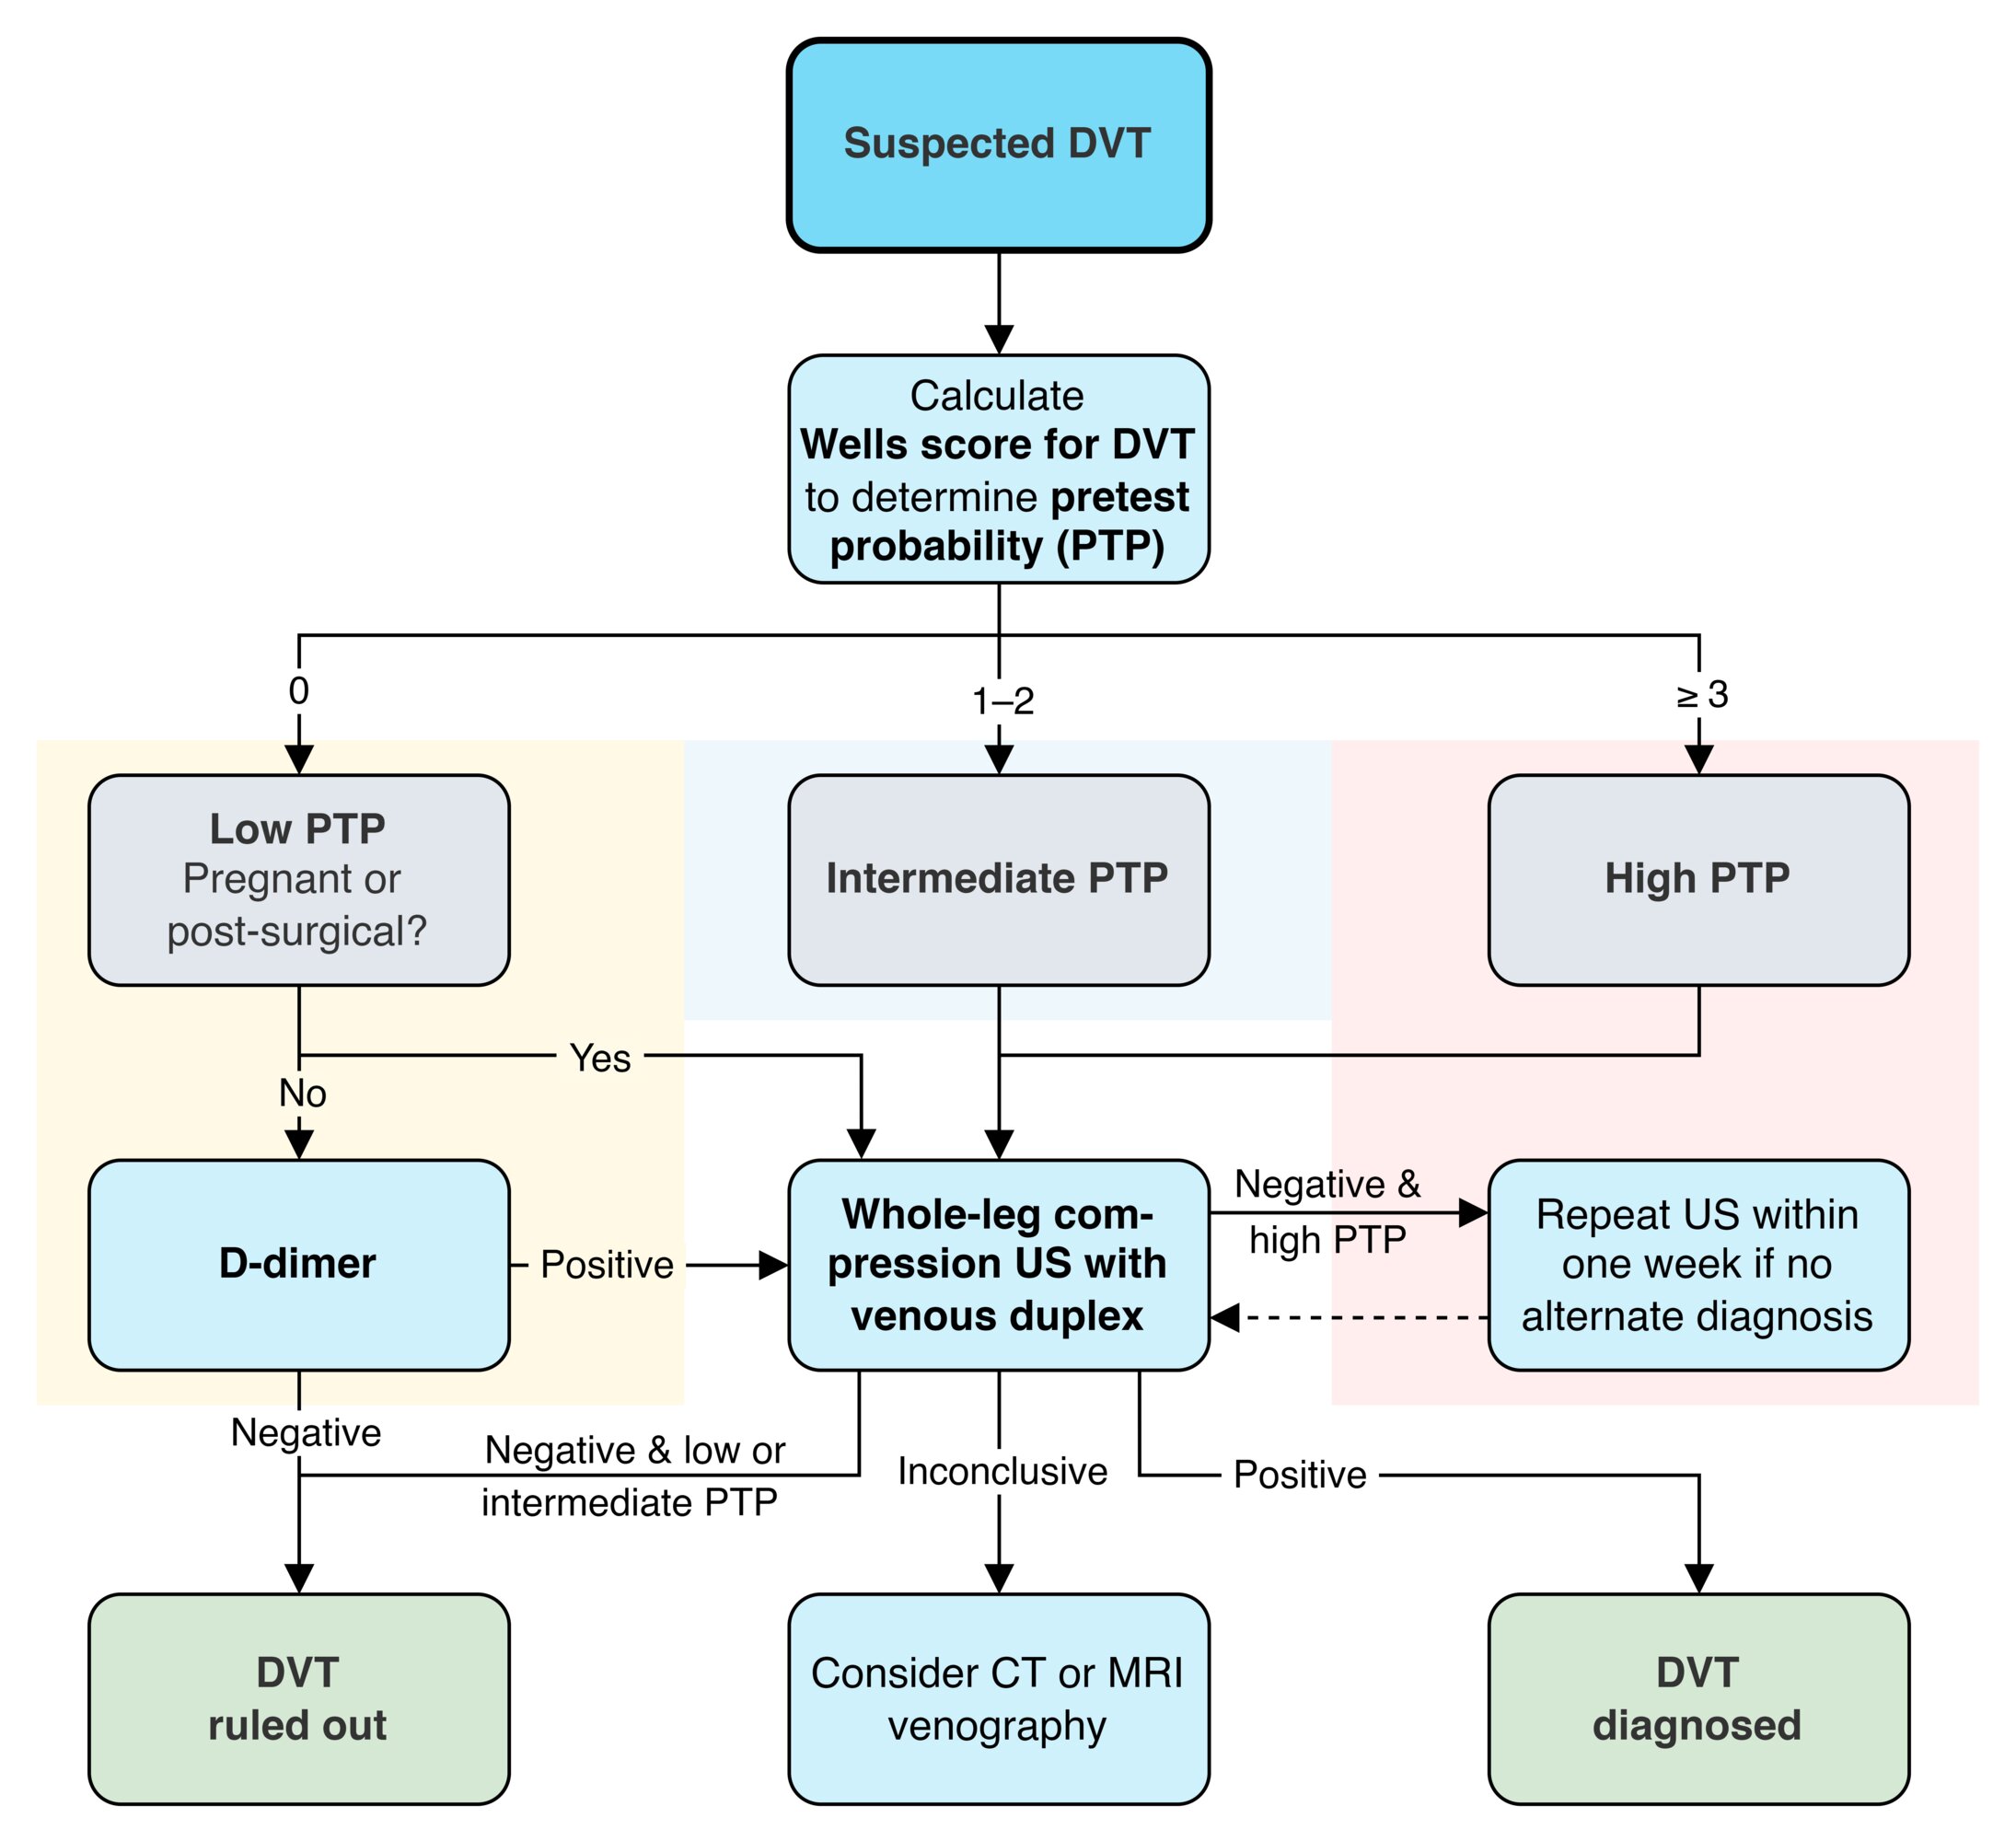 Suspected DVT
Calculate
Wells score for DVT
to determine pretest
probability (PTP)
0
1–2
≥ 3
Low PTP
Pregnant or
post-surgical?
Intermediate PTP
High PTP
Yes
No
D-dimer
Positive
Whole-leg com-
pression US with
venous duplex
Negative &
high PTP
Repeat US within
one week if no
alternate diagnosis
Negative
Negative & low or
intermediate PTP
Inconclusive
Positive
DVT
ruled out
Consider CT or MRI
venography
DVT
diagnosed